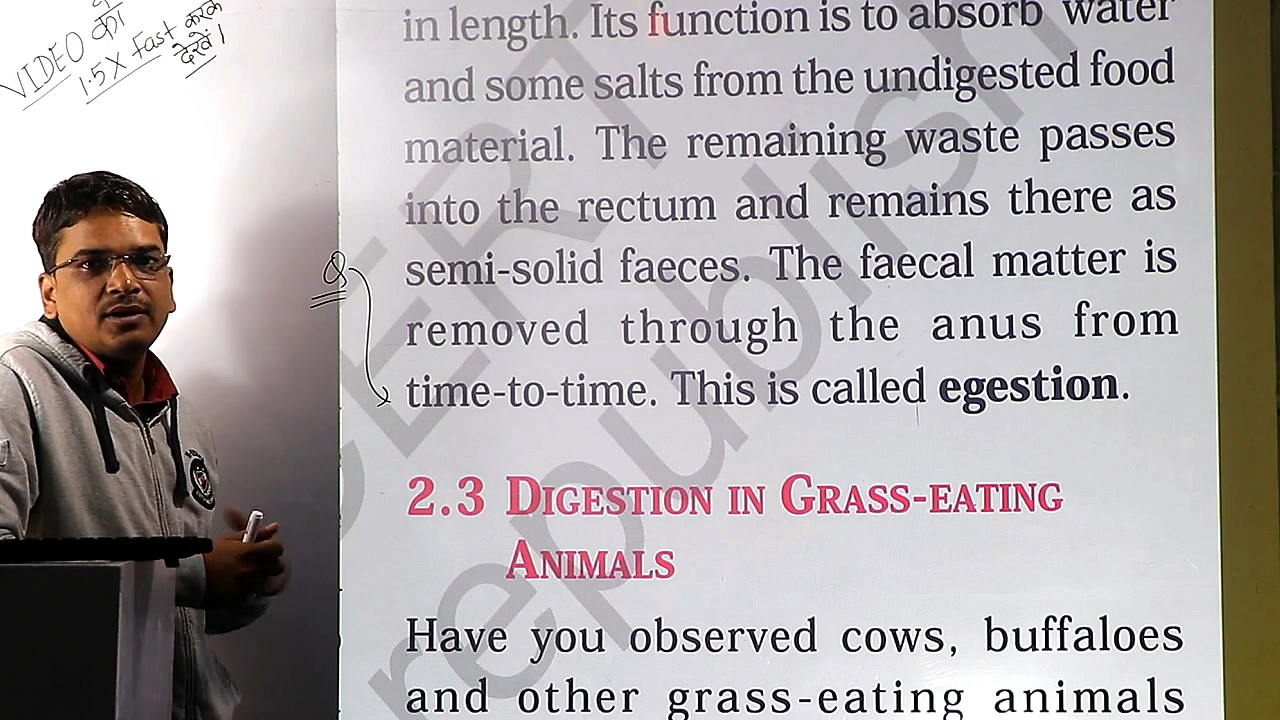 VIDEO को
1.5X Fast करके
देखें।
in length. Its function is to absorb water
and some salts from the undigested food
material. The remaining waste passes
into the rectum and remains there as
semi-solid faeces. The faecal matter is
removed through the anus from
time-to-time. This is called egestion.
Q
2.3 DIGESTION IN GRASS-EATING
ANIMALS
Have you observed cows, buffaloes
and other grass-eating animals
republish